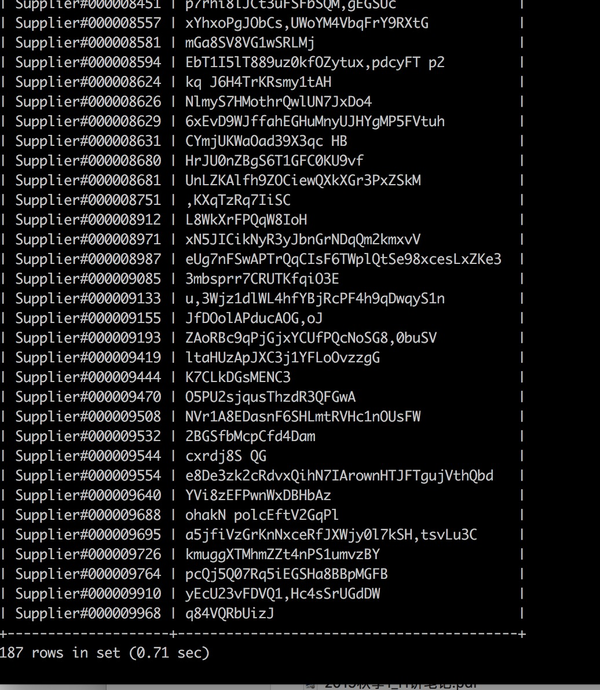 | Supplier#000008451 | p7rhi8lJCt3uFSFbSQM,gEGSUc |
| Supplier#000008557 | xYhxoPgJObCs,UWoYM4VbqFrY9RXtG |
| Supplier#000008581 | mGa8SV8VG1wSRLMj |
| Supplier#000008594 | EbT1I5lT889uz0kfOZytux,pdcyFT p2 |
| Supplier#000008624 | kq J6H4TrKRsmy1tAH |
| Supplier#000008626 | NlmyS7HMothrQwlUN7JxDo4 |
| Supplier#000008629 | 6xEvD9WJffahEGHuMnyUJHYgMP5FVtuh |
| Supplier#000008631 | CYmjUKWaOad39X3qc HB |
| Supplier#000008680 | HrJU0nZBgS6T1GFC0KU9vf |
| Supplier#000008681 | UnLZKAlfh9ZOCiewQXkXGr3PxZSkM |
| Supplier#000008751 | ,KXqTzRq7IiSC |
| Supplier#000008912 | L8WkXrFPQqW8IoH |
| Supplier#000008971 | xN5JICikNyR3yJbnGrNDqQm2kmxvV |
| Supplier#000008987 | eUg7nFSwAPTrQqCIsF6TWplQtSe98xcesLxZKe3 |
| Supplier#000009085 | 3mbsprr7CRUTKfqiO3E |
| Supplier#000009133 | u,3Wjz1dlWL4hfYBjRcPF4h9qDwqyS1n |
| Supplier#000009155 | JfDOolAPducAOG,oJ |
| Supplier#000009193 | ZAoRBc9qPjGjxYCUfPQcNoSG8,0buSV |
| Supplier#000009419 | ltaHUzApJXC3j1YFLoOvzzgG |
| Supplier#000009444 | K7CLkDGsMENC3 |
| Supplier#000009470 | O5PU2sjqusThzdR3QFGwA |
| Supplier#000009508 | NVr1A8EDasnF6SHLmtRVHc1nOUsFW |
| Supplier#000009532 | 2BGSfbMcpCfd4Dam |
| Supplier#000009544 | cxrdj8S QG |
| Supplier#000009554 | e8De3zk2cRdvxQihN7IArownHTJFTgujVthQbd |
| Supplier#000009640 | YVi8zEFPwnWxDBHbAz |
| Supplier#000009688 | ohakN polcEftV2GqPl |
| Supplier#000009695 | a5jfiVzGrKnNxceRfJXWjy0l7kSH,tsvLu3C |
| Supplier#000009726 | kmuggXTMhmZZt4nPS1umvzBY |
| Supplier#000009764 | pcQj5Q07Rq5iEGSHa8BBpMGFB |
| Supplier#000009910 | yEcU23vFDVQ1,Hc4sSrUGdDW |
| Supplier#000009968 | q84VQRbUizJ |
+--------------------+-----------------------------------------+
187 rows in set (0.71 sec)